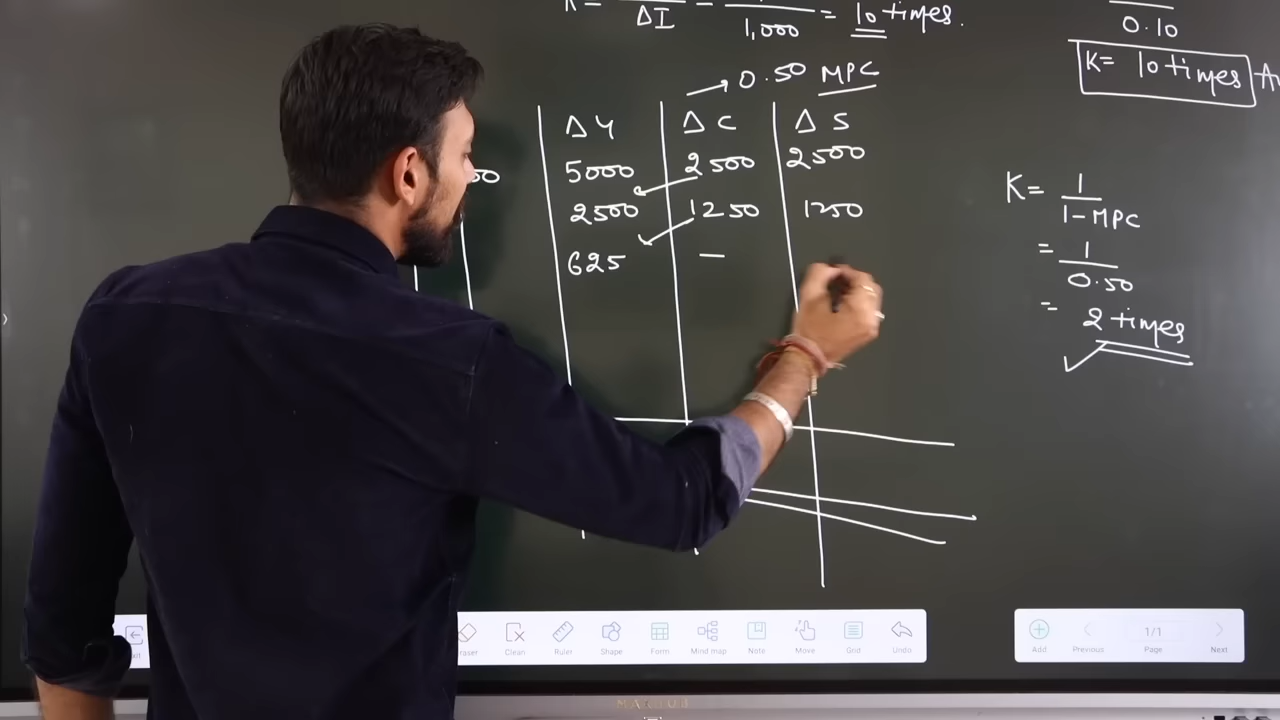 K = ΔI 1,000 = 10 times.
0.10
K= 10 times A
→ 0.50 MPC
ΔY ΔC ΔS
00 5000 2500 2500
2500 1250 1250
625 —
K= 1/1-MPC
= 1/0.50
= 2 times
Clean Ruler Shape Form Mind map Note Move Grid Undo
Add Previous 1/1 Page Next